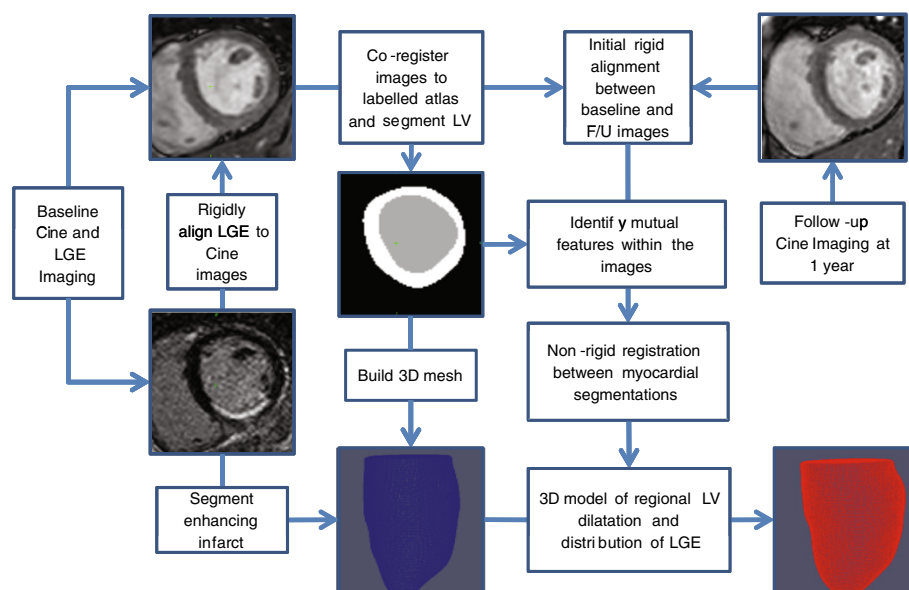 Co -register
images to
labelled atlas
and segment LV
Initial rigid
alignment
between
baseline and
F/U images
Baseline
Cine and
LGE
Imaging
Rigidly
align LGE to
Cine
images
Identif y mutual
features within the
images
Follow -up
Cine Imaging at
1 year
Build 3D mesh
Non -rigid registration
between myocardial
segmentations
Segment
enhancing
infarct
3D model of regional LV
dilatation and
distribution of LGE